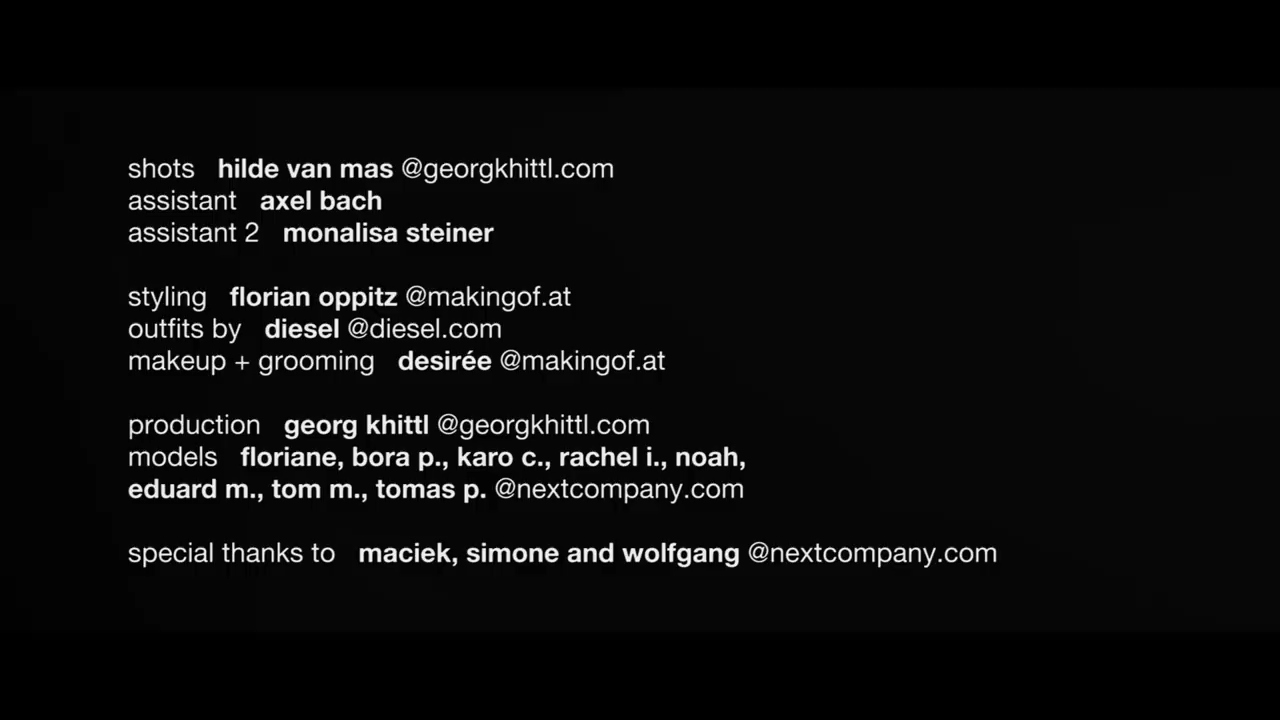 shots hilde van mas @georgkhittl.com
assistant axel bach
assistant 2 monalisa steiner
styling florian oppitz @makingof.at
outfits by diesel @diesel.com
makeup + grooming desirée @makingof.at
production georg khittl @georgkhittl.com
models floriane, bora p., karo c., rachel i., noah,
eduard m., tom m., tomas p. @nextcompany.com
special thanks to maciek, simone and wolfgang @nextcompany.com